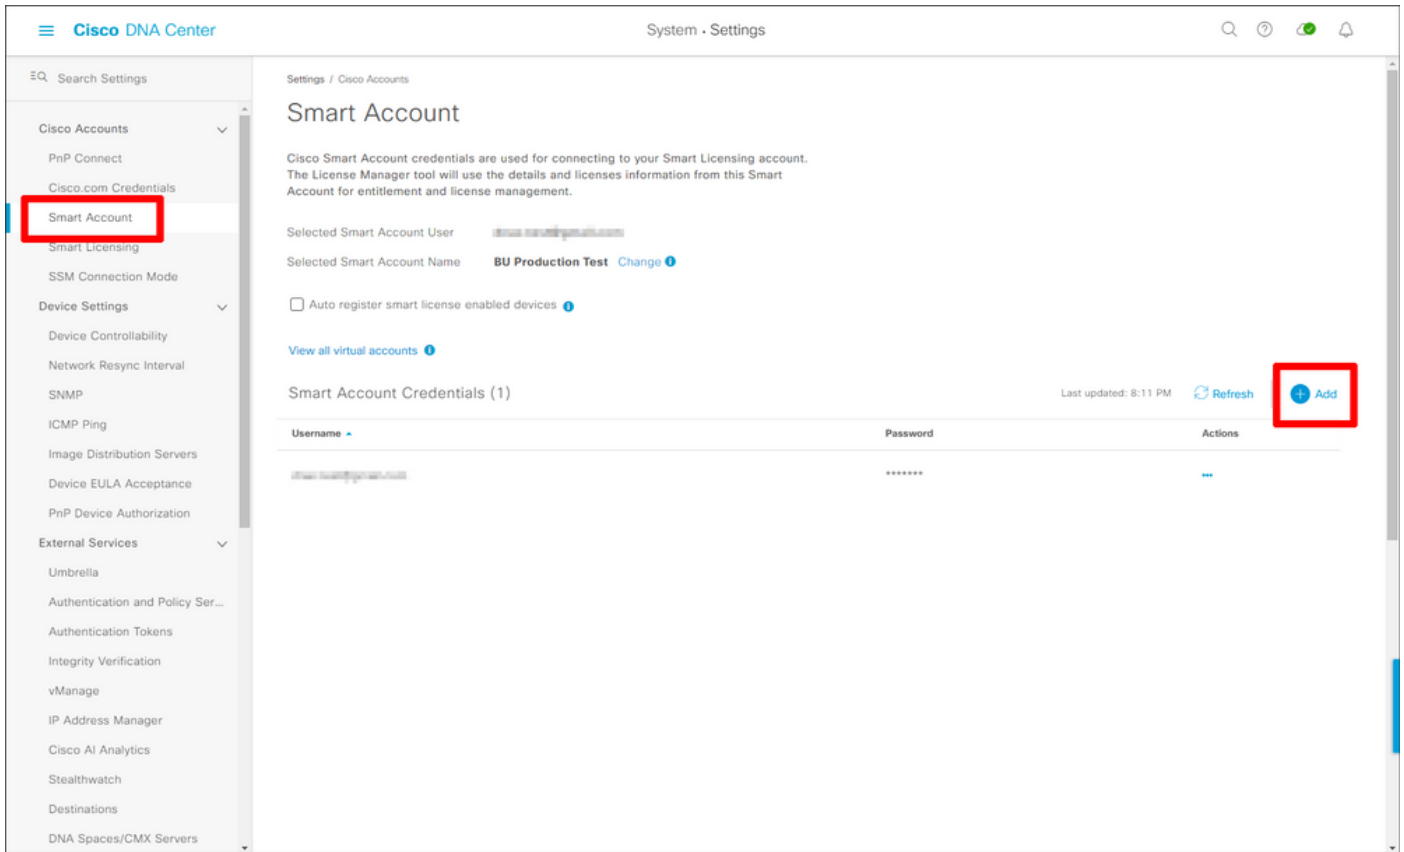 Cisco DNA Center
System · Settings
Search Settings
Cisco Accounts
PnP Connect
Cisco.com Credentials
Smart Account
Smart Licensing
SSM Connection Mode
Device Settings
Device Controllability
Network Resync Interval
SNMP
ICMP Ping
Image Distribution Servers
Device EULA Acceptance
PnP Device Authorization
External Services
Umbrella
Authentication and Policy Ser...
Authentication Tokens
Integrity Verification
vManage
IP Address Manager
Cisco AI Analytics
Stealthwatch
Destinations
DNA Spaces/CMX Servers
Settings / Cisco Accounts
Smart Account
Cisco Smart Account credentials are used for connecting to your Smart Licensing account.
The License Manager tool will use the details and licenses information from this Smart
Account for entitlement and license management.
Selected Smart Account User
Selected Smart Account Name BU Production Test Change
Auto register smart license enabled devices
View all virtual accounts
Smart Account Credentials (1) Last updated: 8:11 PM Refresh Add
Username Password Actions
*******